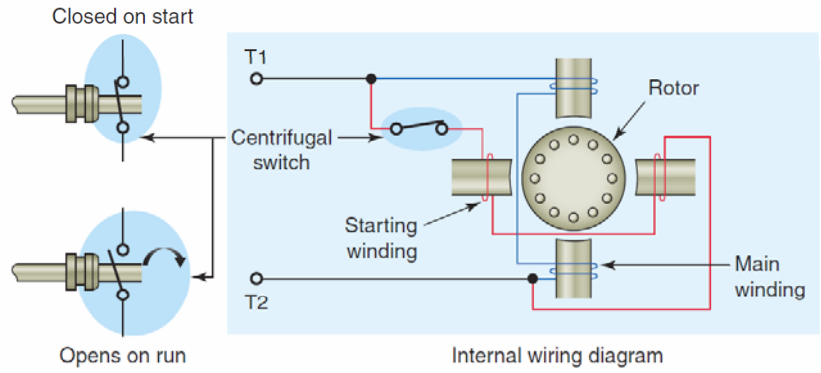 Closed on start
T1
Rotor
Centrifugal
switch
Starting
winding
Main
winding
T2
Opens on run
Internal wiring diagram